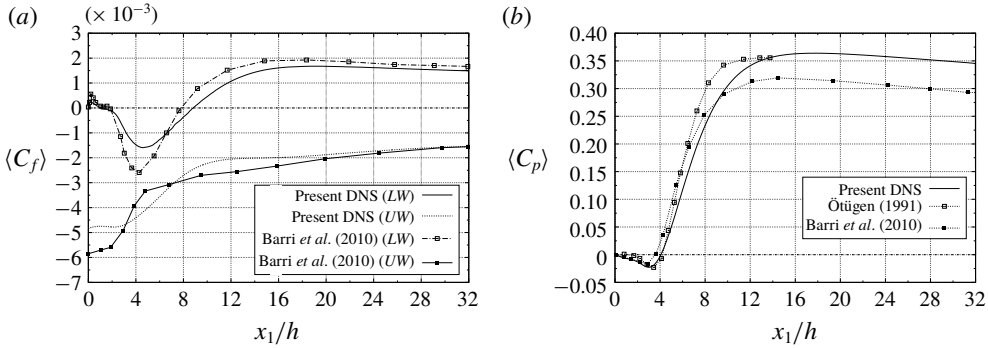 (a)
(× 10⁻³)
3
2
1
0
−1
−2
−3
−4
−5
−6
−7
⟨C_f⟩
0 4 8 12 16 20 24 28 32
x₁/h
Present DNS (LW)
Present DNS (UW)
Barri et al. (2010) (LW)
Barri et al. (2010) (UW)
(b)
0.40
0.35
0.30
0.25
0.20
0.15
0.10
0.05
0
−0.05
⟨C_p⟩
0 4 8 12 16 20 24 28 32
x₁/h
Present DNS
Ötügen (1991)
Barri et al. (2010)